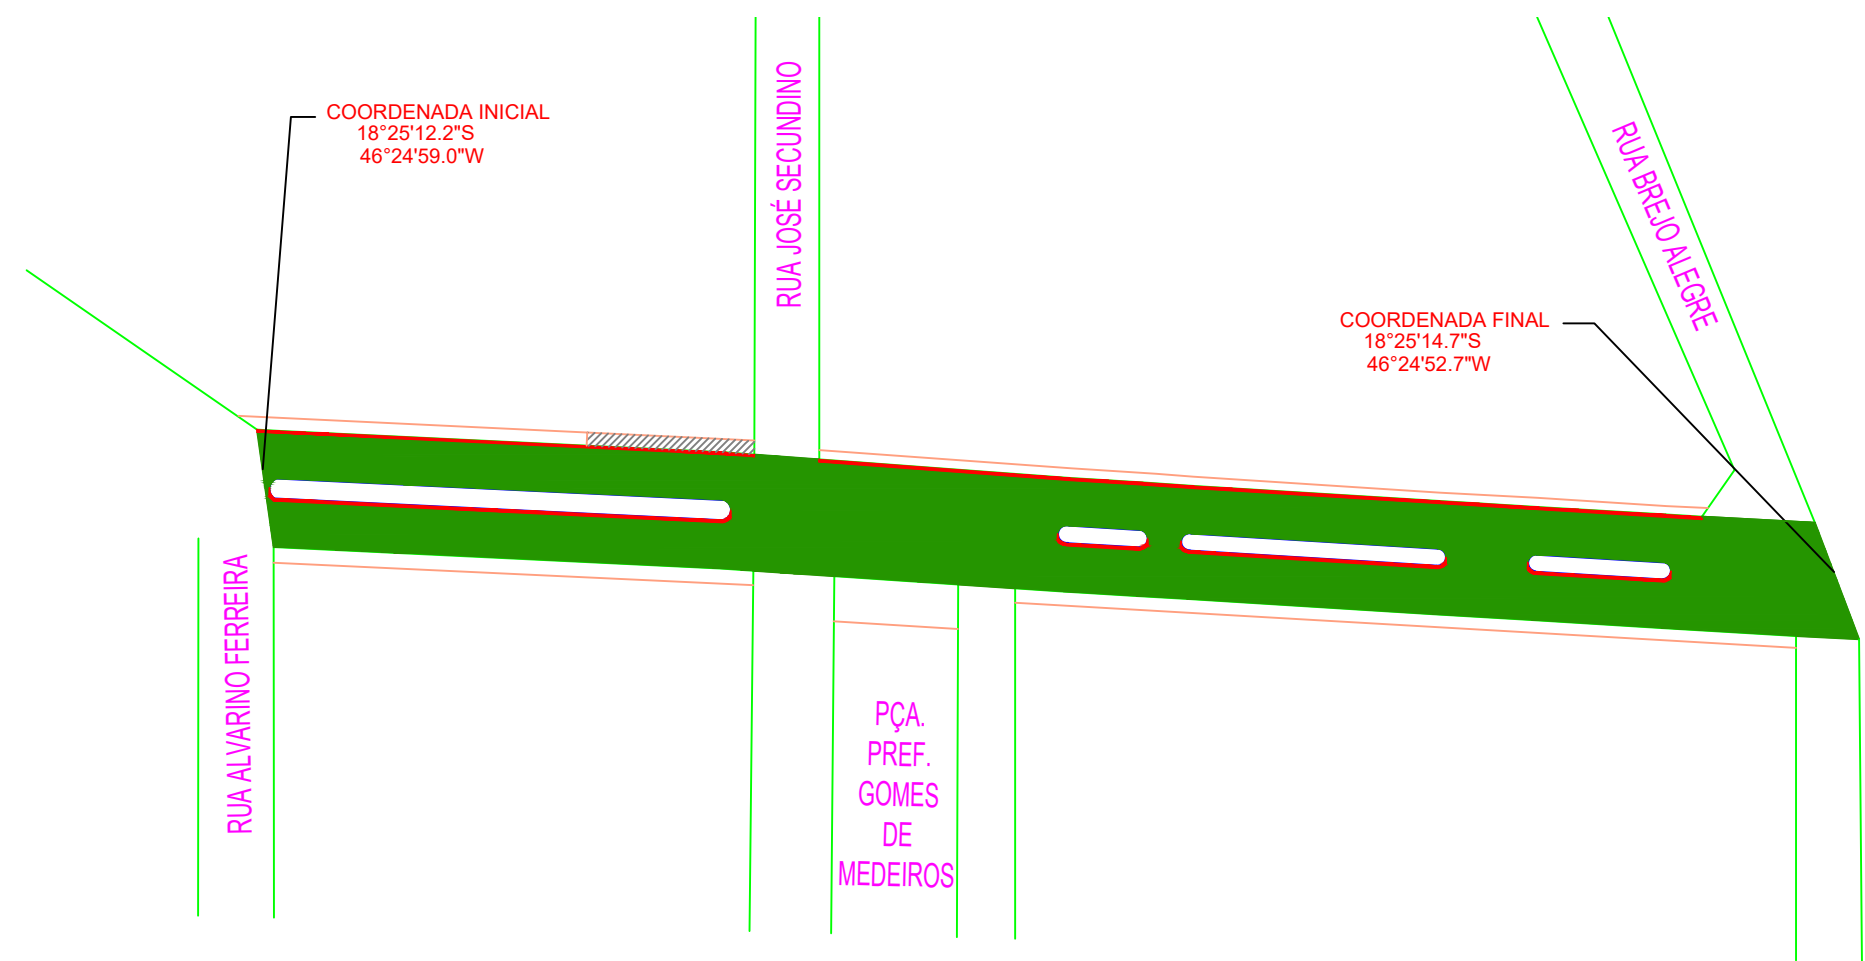 COORDENADA INICIAL
18°25'12.2"S
46°24'59.0"W
RUA JOSÉ SECUNDINO
RUA BREJO ALEGRE
COORDENADA FINAL
18°25'14.7"S
46°24'52.7"W
RUA ALVARINO FERREIRA
PÇA.
PREF.
GOMES
DE
MEDEIROS